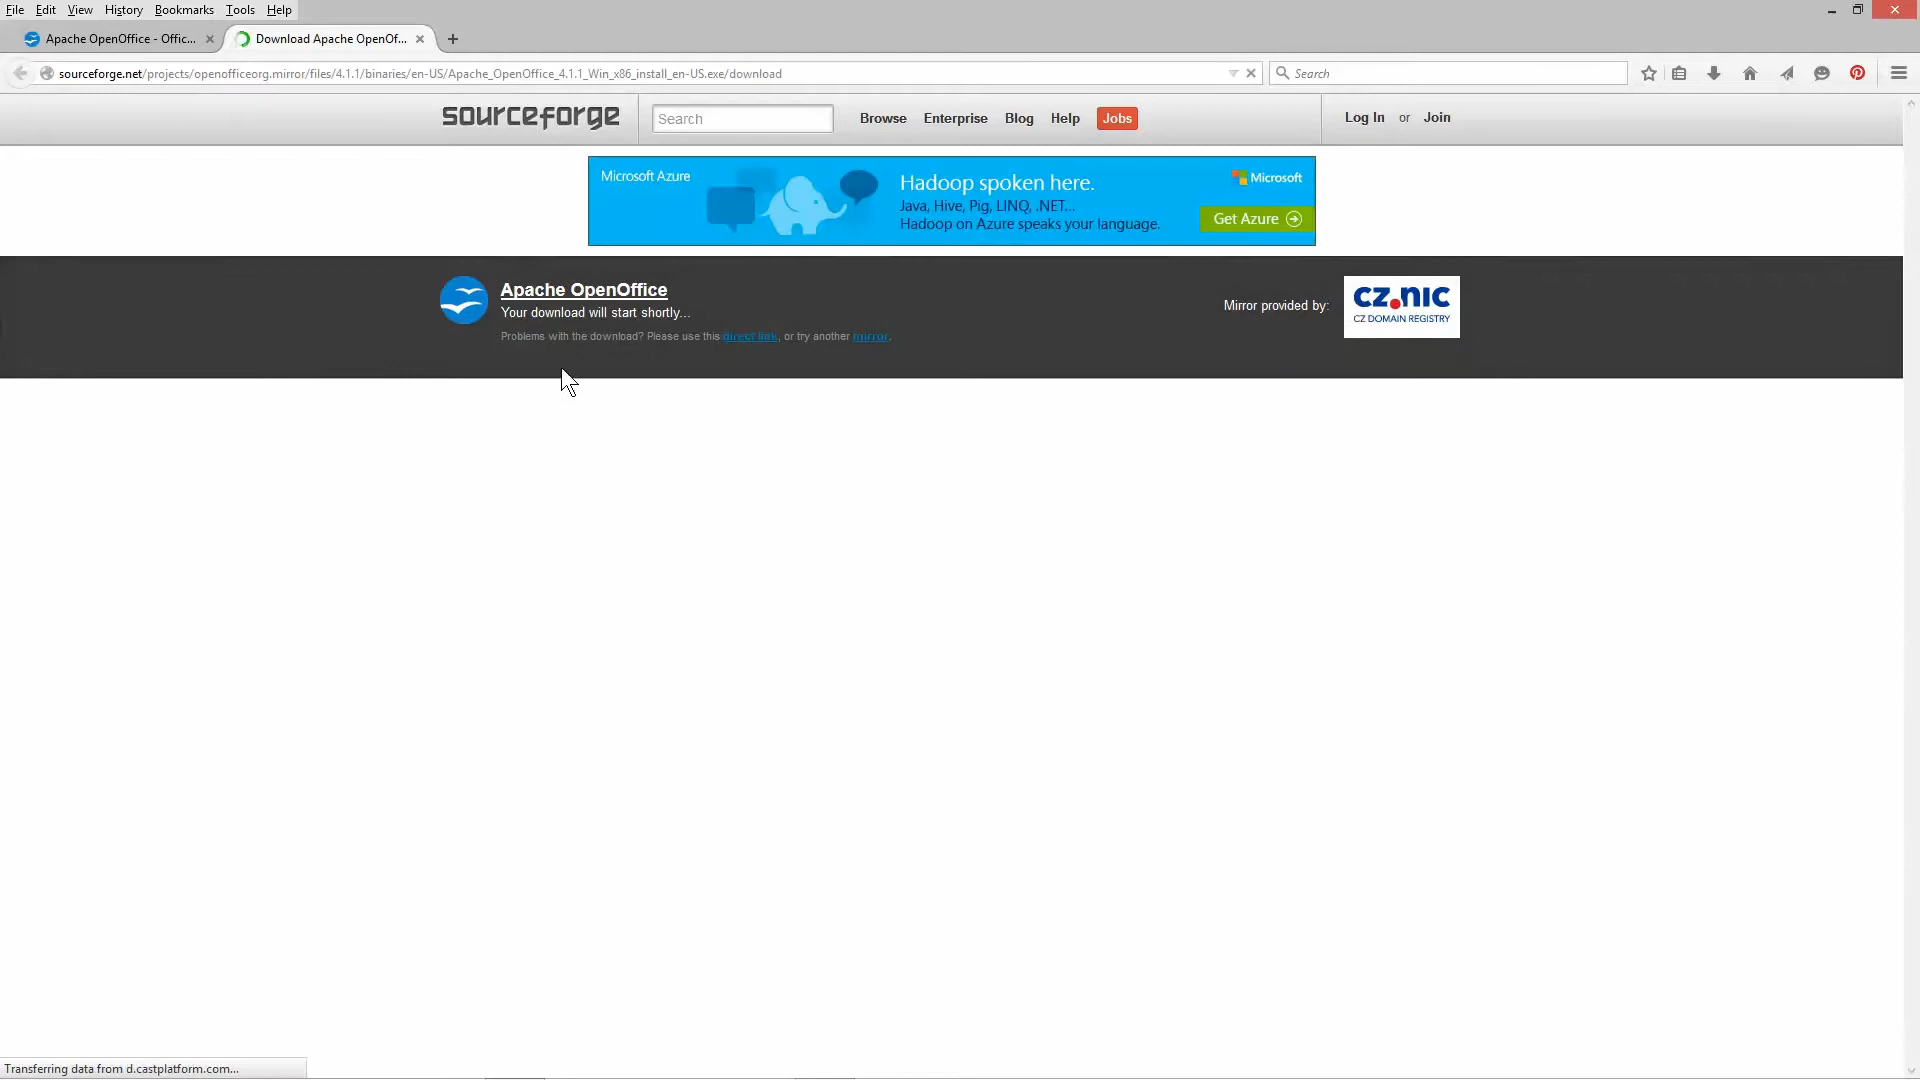 File Edit View History Bookmarks Tools Help
Apache OpenOffice - Offic... Download Apache OpenOf...
sourceforge.net/projects/openofficeorg.mirror/files/4.1.1/binaries/en-US/Apache_OpenOffice_4.1.1_Win_x86_install_en-US.exe/download Search
sourceforge Search Browse Enterprise Blog Help Jobs Log In or Join
Microsoft Azure
Hadoop spoken here.
Java, Hive, Pig, LINQ, .NET...
Hadoop on Azure speaks your language.
Microsoft
Get Azure
Apache OpenOffice
Your download will start shortly...
Problems with the download? Please use this direct link, or try another mirror.
Mirror provided by:
CZ.NIC
CZ DOMAIN REGISTRY
Transferring data from d.castplatform.com...